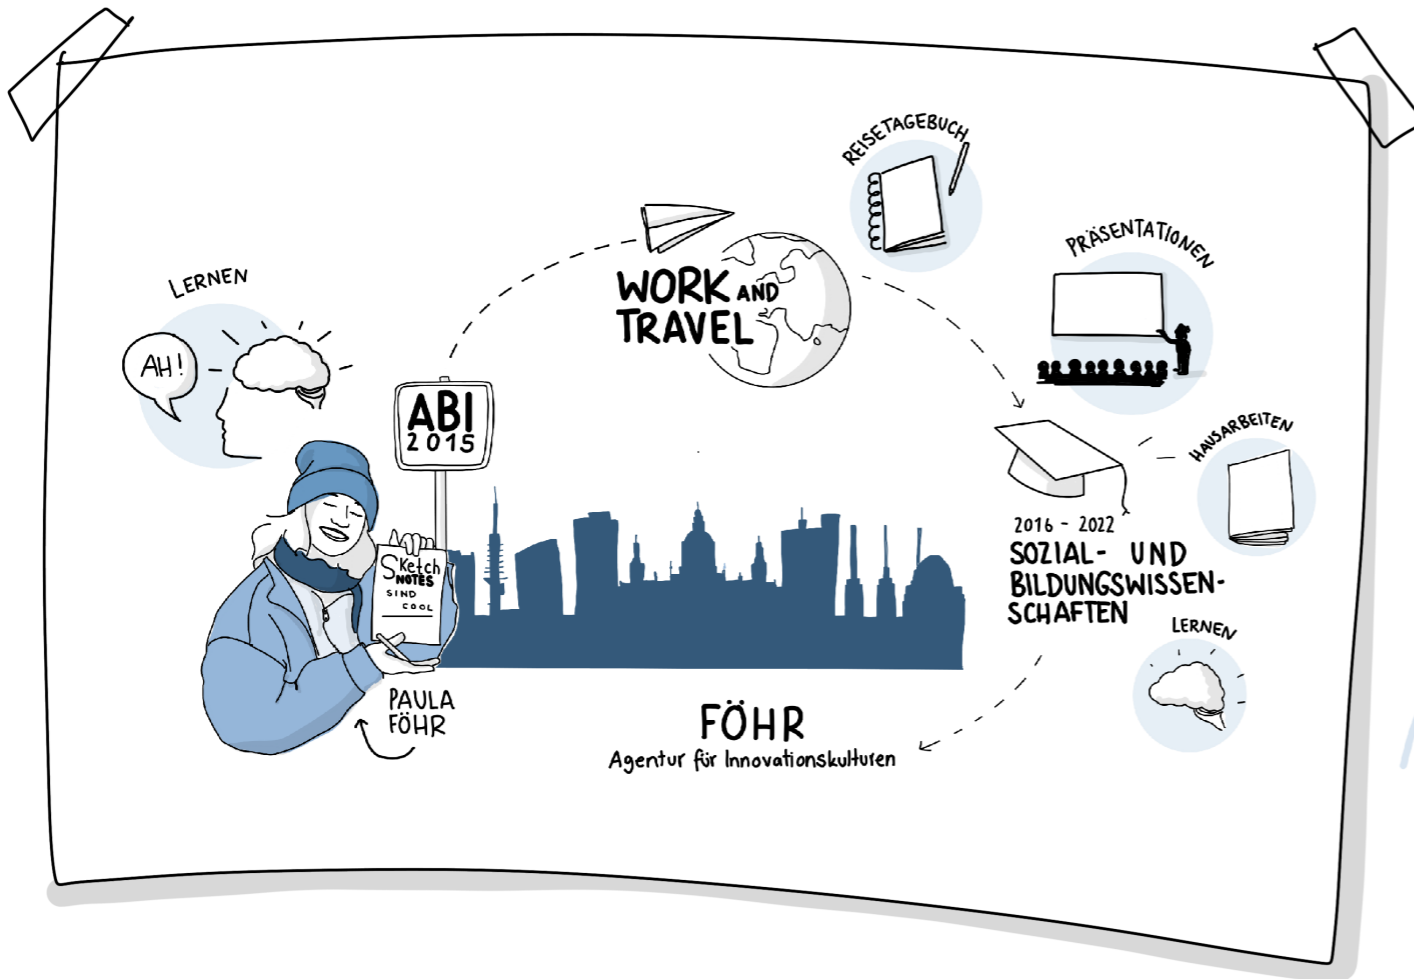 LERNEN
AH!
ABI
2015
Sketch
NOTES
SIND
COOL
PAULA
FÖHR
WORK AND
TRAVEL
REISETAGEBUCH
PRÄSENTATIONEN
HAUSARBEITEN
2016 - 2022
SOZIAL- UND
BILDUNGSWISSEN-
SCHAFTEN
LERNEN
FÖHR
Agentur für Innovationskulturen